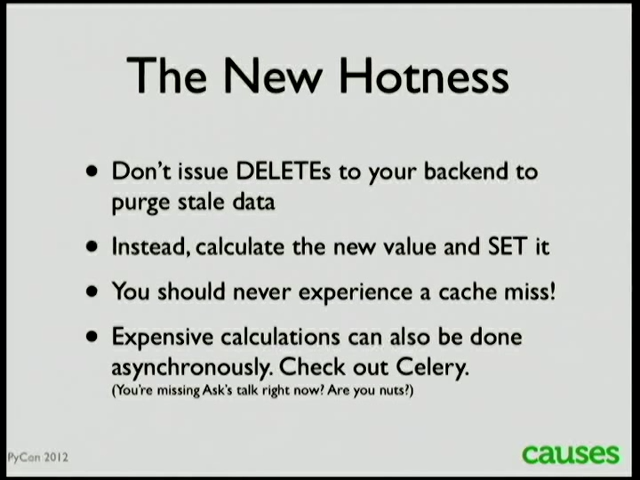 The New Hotness
• Don't issue DELETEs to your backend to
purge stale data
• Instead, calculate the new value and SET it
• You should never experience a cache miss!
• Expensive calculations can also be done
asynchronously. Check out Celery.
(You're missing Ask's talk right now? Are you nuts?)
PyCon 2012
causes